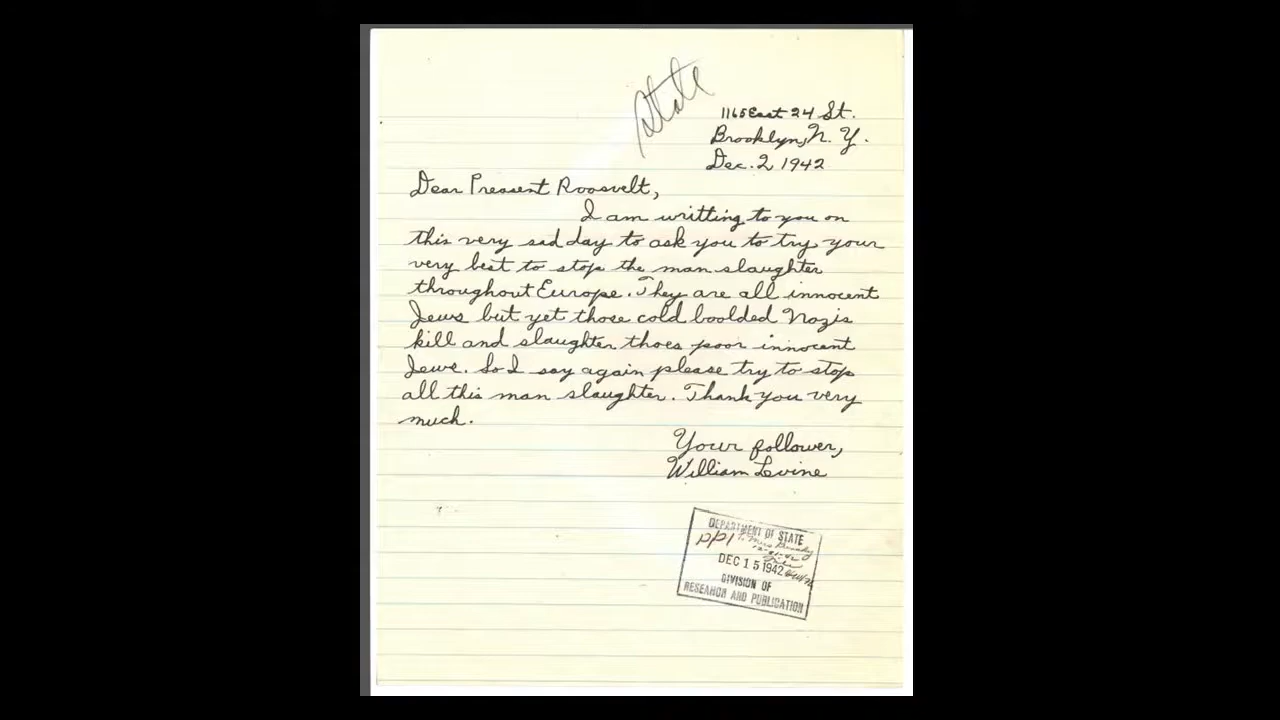 State
1165 East 24 St.
Brooklyn, N. Y.
Dec. 2 1942
Dear Presient Roosvelt,
I am writting to you on
this very sad day to ask you to try your
very best to stop the man slaughter
throughout Europe. They are all innocent
Jews but yet those cold boolded Nazis
kill and slaughter thoes poor innocent
Jews. So I say again please try to stop
all this man slaughter. Thank you very
much.
Your follower,
William Levine
DEPARTMENT OF STATE
DEC 15 1942
DIVISION OF
RESEARCH AND PUBLICATION